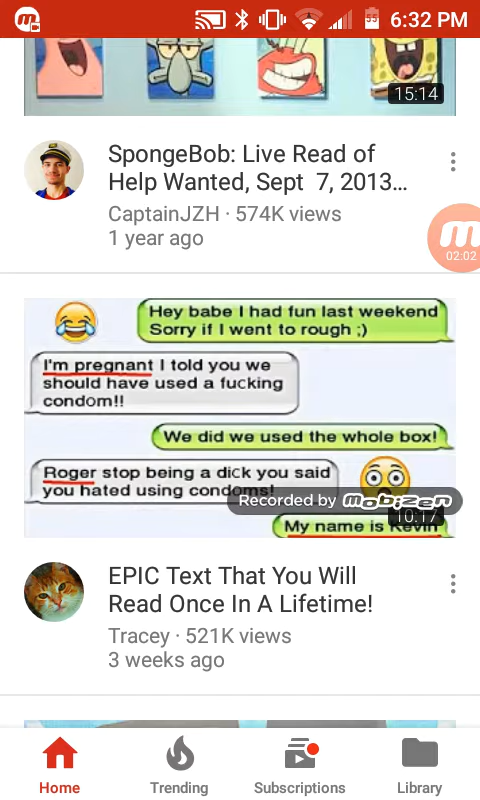 55 6:32 PM
15:14
SpongeBob: Live Read of
Help Wanted, Sept 7, 2013...
CaptainJZH · 574K views
1 year ago
02:02
Hey babe I had fun last weekend
Sorry if I went to rough ;)
I'm pregnant I told you we
should have used a fucking
condom!!
We did we used the whole box!
Roger stop being a dick you said
you hated using condoms!
Recorded by mobizen
My name is Kevin
10:17
EPIC Text That You Will
Read Once In A Lifetime!
Tracey · 521K views
3 weeks ago
Home Trending Subscriptions Library